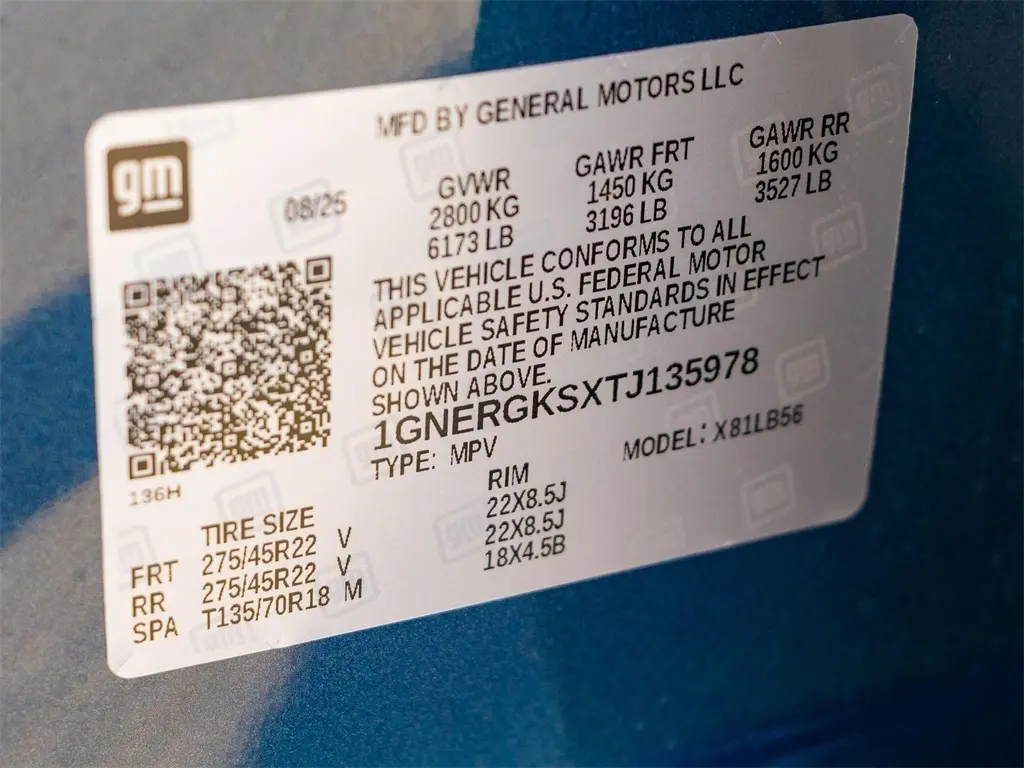 MFD BY GENERAL MOTORS LLC
gm
08/25
GVWR GAWR FRT GAWR RR
2800 KG 1450 KG 1600 KG
6173 LB 3196 LB 3527 LB
THIS VEHICLE CONFORMS TO ALL
APPLICABLE U.S. FEDERAL MOTOR
VEHICLE SAFETY STANDARDS IN EFFECT
ON THE DATE OF MANUFACTURE
SHOWN ABOVE.
1GNERGKSXTJ135978
TYPE: MPV MODEL: X81LB56
136H
TIRE SIZE RIM
FRT 275/45R22 V 22X8.5J
RR 275/45R22 V 22X8.5J
SPA T135/70R18 M 18X4.5B